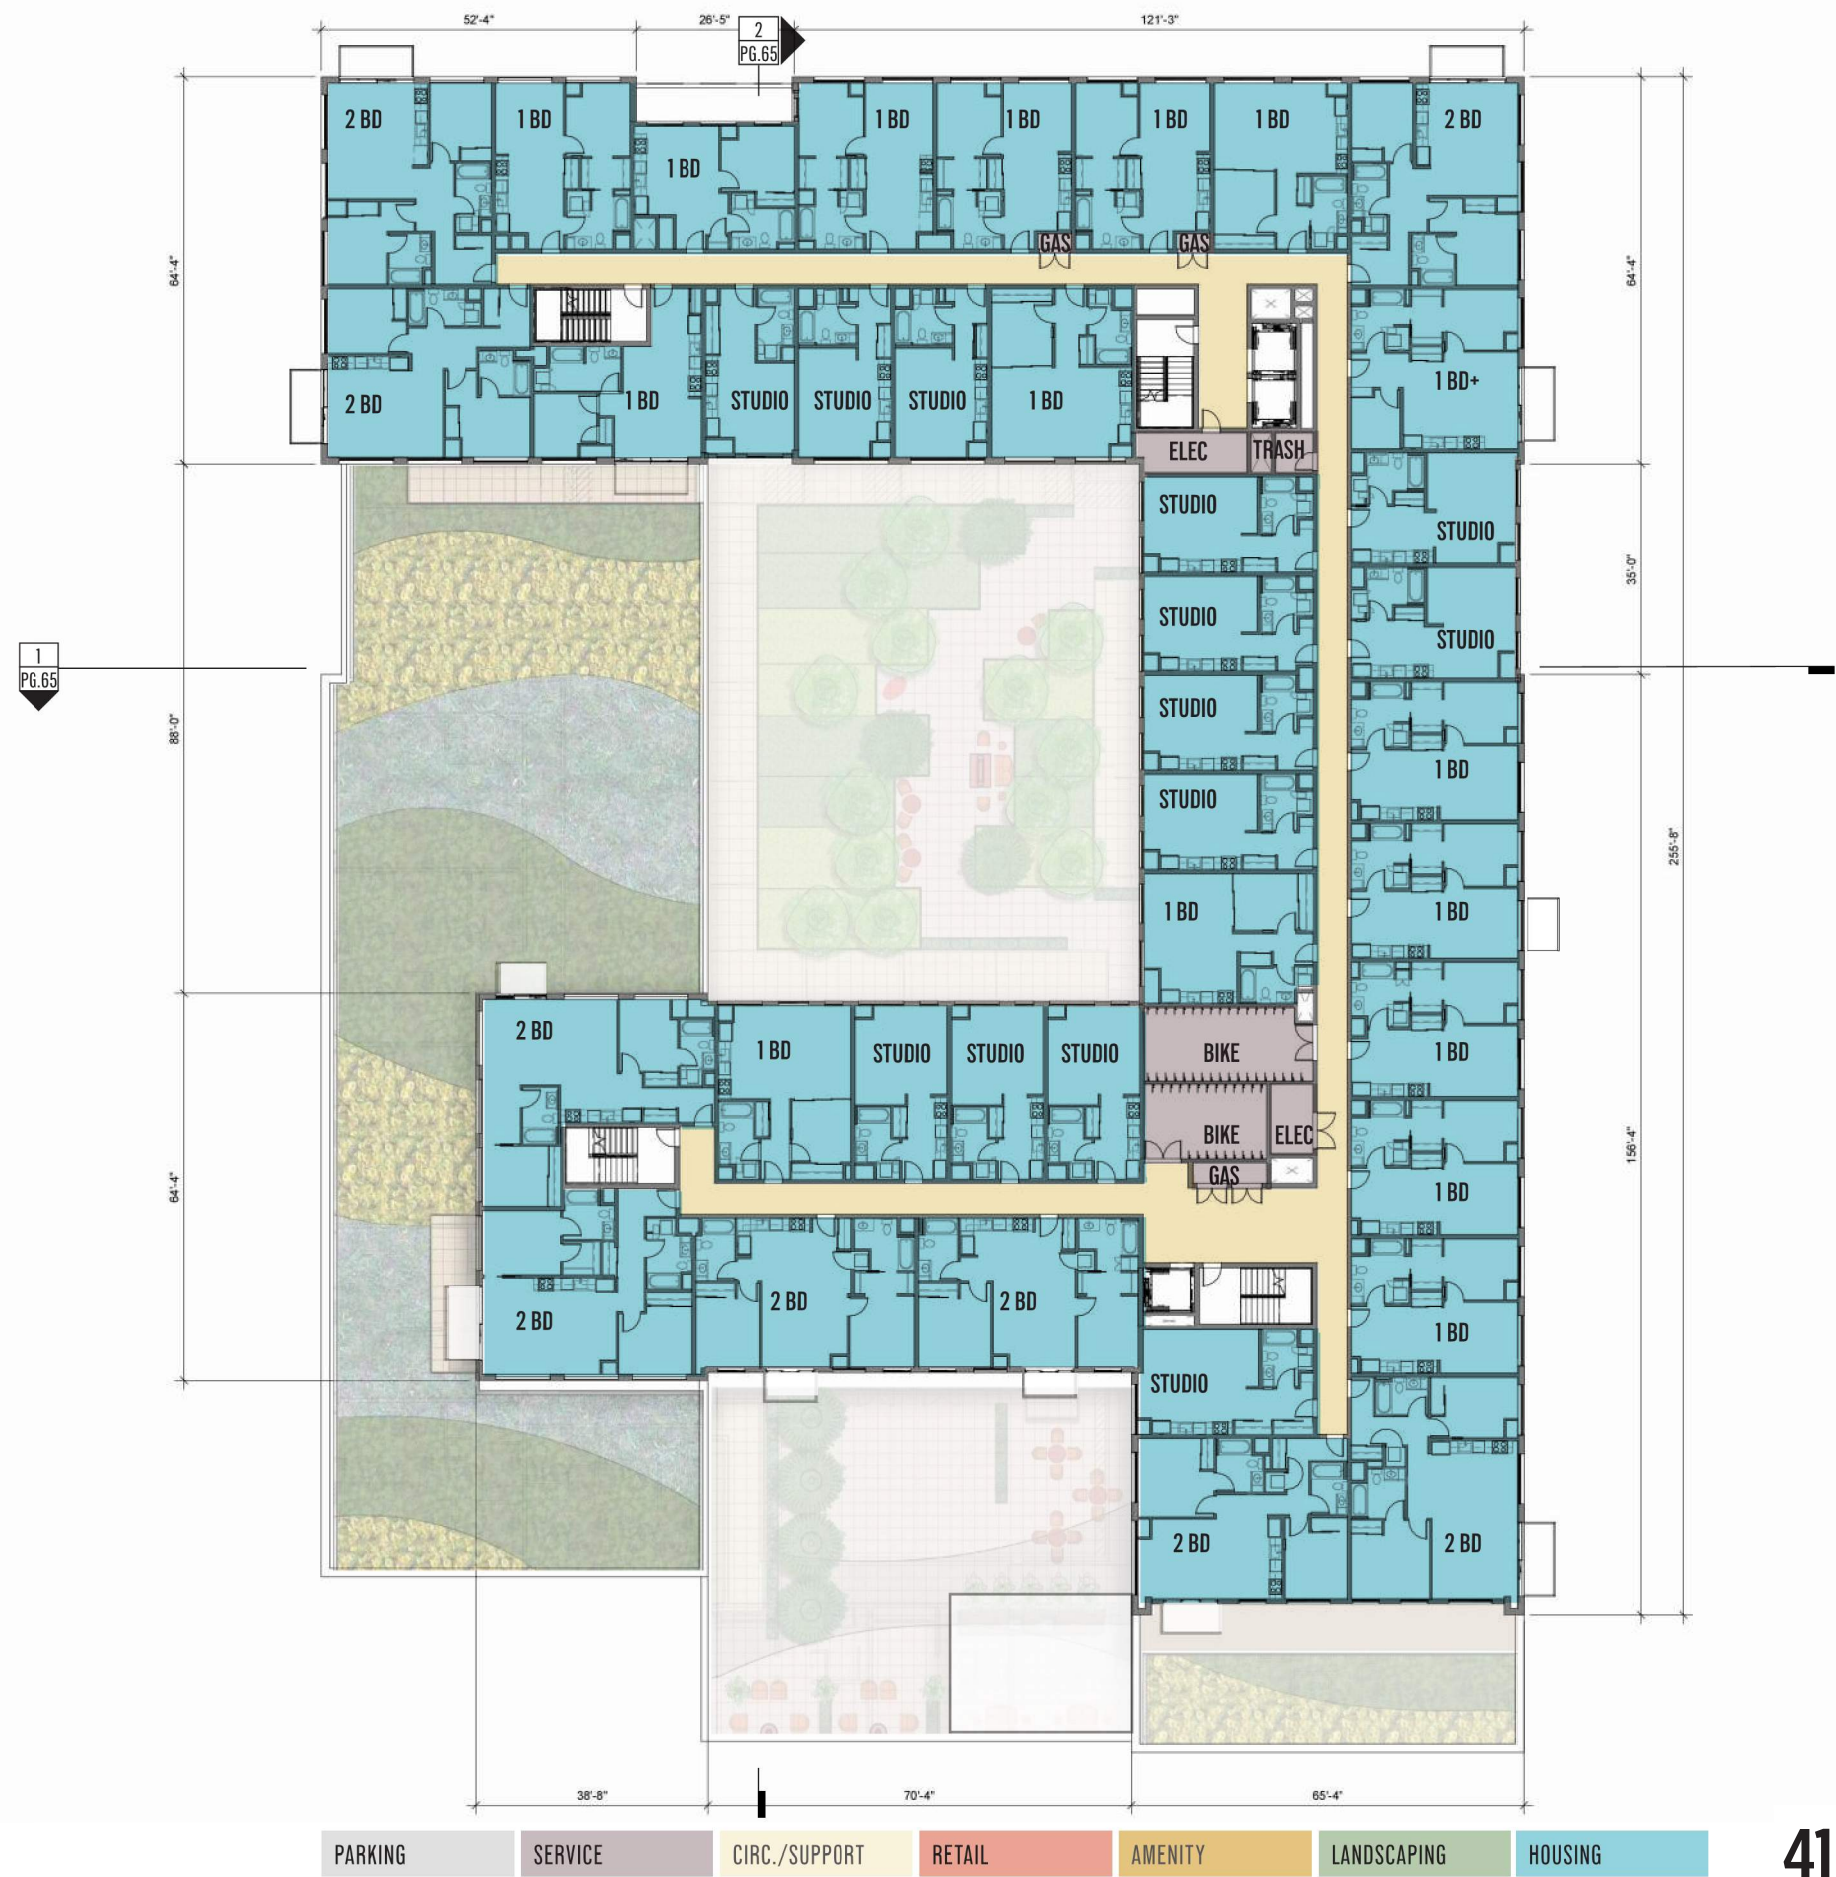 52'-4" 26'-5" 121'-3"
2
PG.65
2 BD 1 BD 1 BD 1 BD 1 BD 1 BD 2 BD
1 BD
GAS GAS
64'-4" 64'-4"
2 BD 1 BD STUDIO STUDIO STUDIO 1 BD 1 BD+
ELEC TRASH
STUDIO STUDIO
35'-0"
STUDIO STUDIO
1
PG.65
88'-0"
STUDIO 1 BD
STUDIO
255'-8"
1 BD 1 BD
2 BD 1 BD STUDIO STUDIO STUDIO BIKE 1 BD
BIKE ELEC
156'-4"
GAS
64'-4"
1 BD
2 BD 2 BD 2 BD 1 BD
STUDIO
2 BD 2 BD
38'-8" 70'-4" 65'-4"
PARKING SERVICE CIRC./SUPPORT RETAIL AMENITY LANDSCAPING HOUSING
41